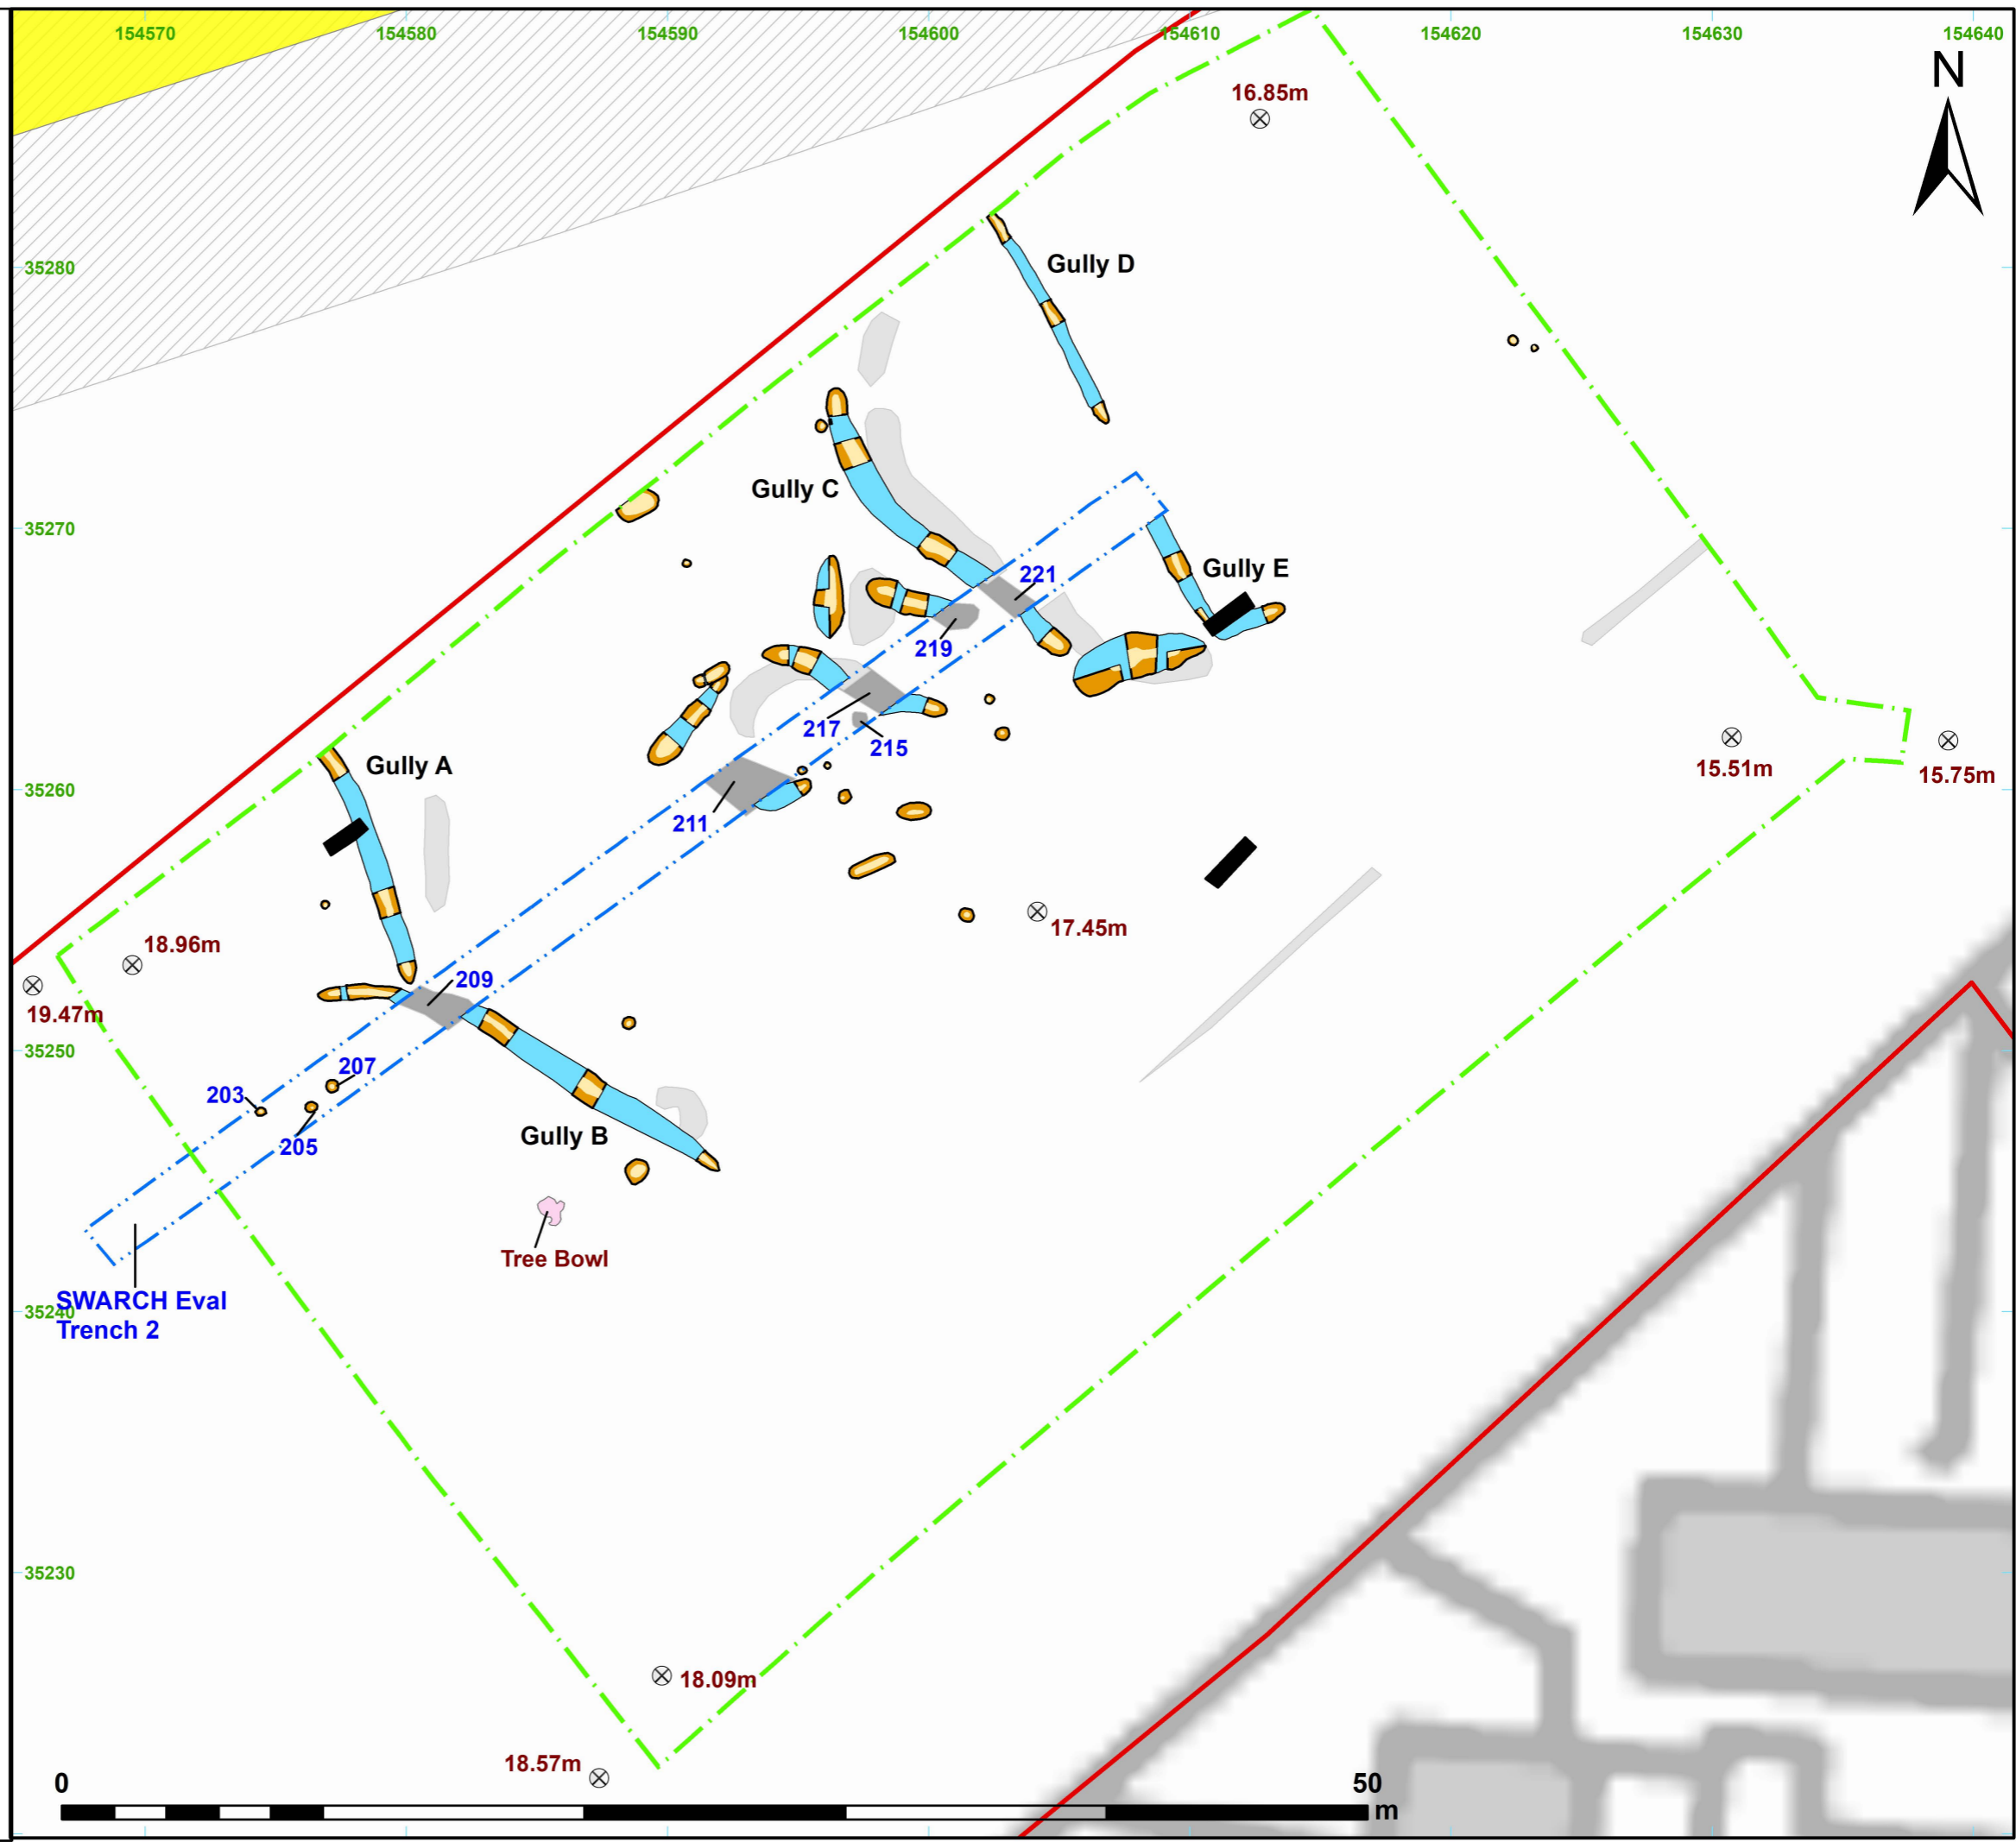 154570 154580 154590 154600 154610 154620 154630 154640
N
16.85m
35280
Gully D
Gully C
35270
Gully E
221
219
217
215
Gully A
15.51m
15.75m
35260
211
17.45m
18.96m
209
19.47m
35250
207
203
205
Gully B
Tree Bowl
SWARCH Eval
35240
Trench 2
35230
18.09m
18.57m
0 50
m